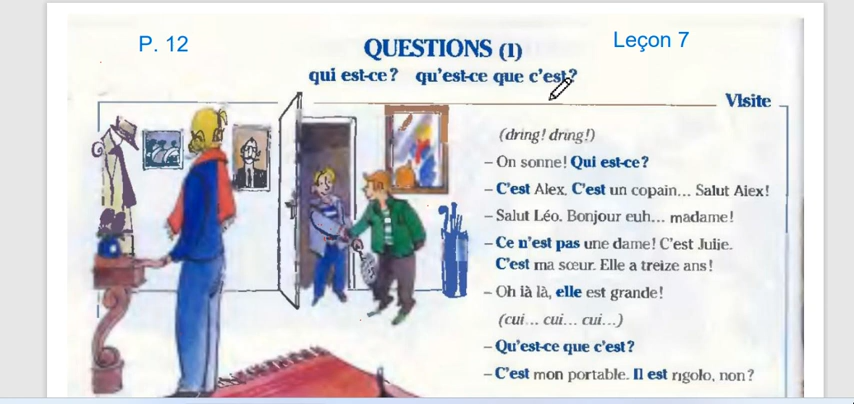 P. 12
Leçon 7
QUESTIONS (1)
qui est-ce ? qu'est-ce que c'est ?
Visite
(dring! dring!)
– On sonne! Qui est-ce?
– C'est Alex. C'est un copain... Salut Alex!
– Salut Léo. Bonjour euh... madame!
– Ce n'est pas une dame! C'est Julie.
C'est ma sœur. Elle a treize ans!
– Oh là là, elle est grande!
(cui... cui... cui...)
– Qu'est-ce que c'est?
– C'est mon portable. Il est rigolo, non?